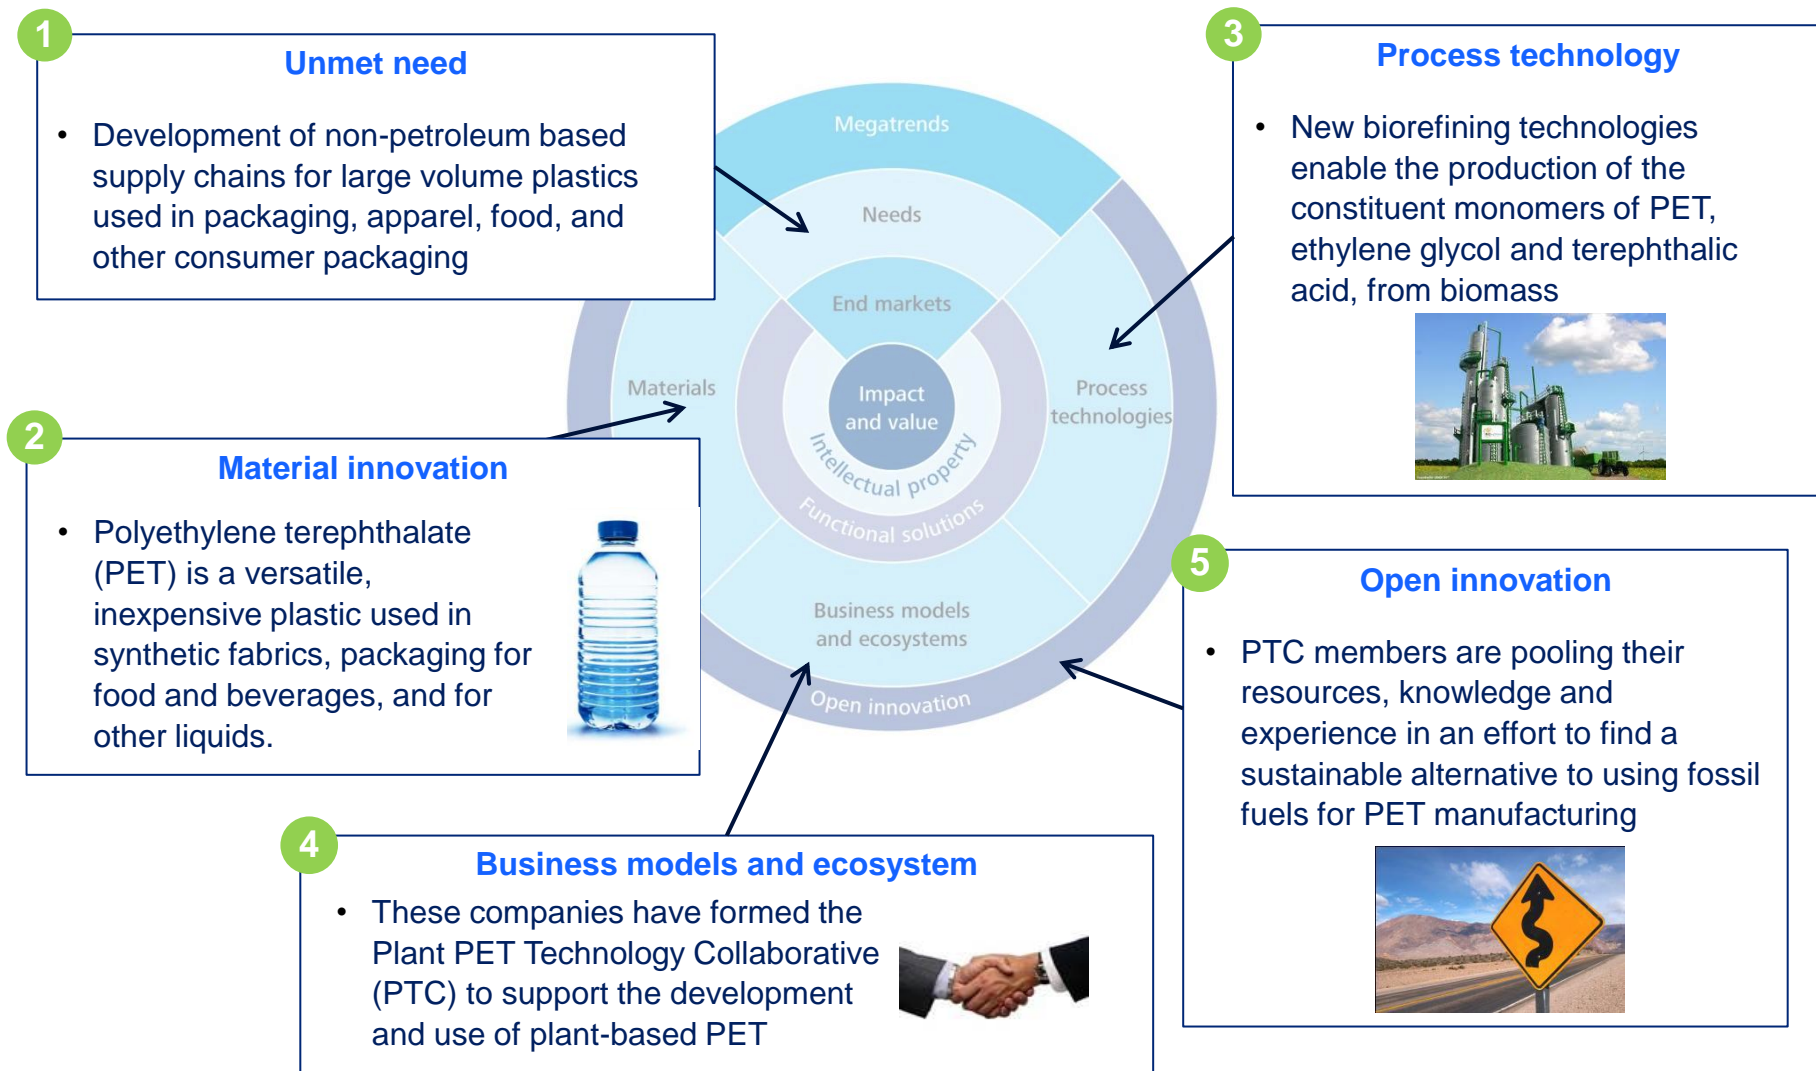 1
Unmet need
• Development of non-petroleum based
supply chains for large volume plastics
used in packaging, apparel, food, and
other consumer packaging
2
Material innovation
• Polyethylene terephthalate
(PET) is a versatile,
inexpensive plastic used in
synthetic fabrics, packaging for
food and beverages, and for
other liquids.
3
Process technology
• New biorefining technologies
enable the production of the
constituent monomers of PET,
ethylene glycol and terephthalic
acid, from biomass
4
Business models and ecosystem
• These companies have formed the
Plant PET Technology Collaborative
(PTC) to support the development
and use of plant-based PET
5
Open innovation
• PTC members are pooling their
resources, knowledge and
experience in an effort to find a
sustainable alternative to using fossil
fuels for PET manufacturing
Megatrends
Needs
End markets
Materials
Impact
and value
Process
technologies
Intellectual property
Functional solutions
Business models
and ecosystems
Open innovation